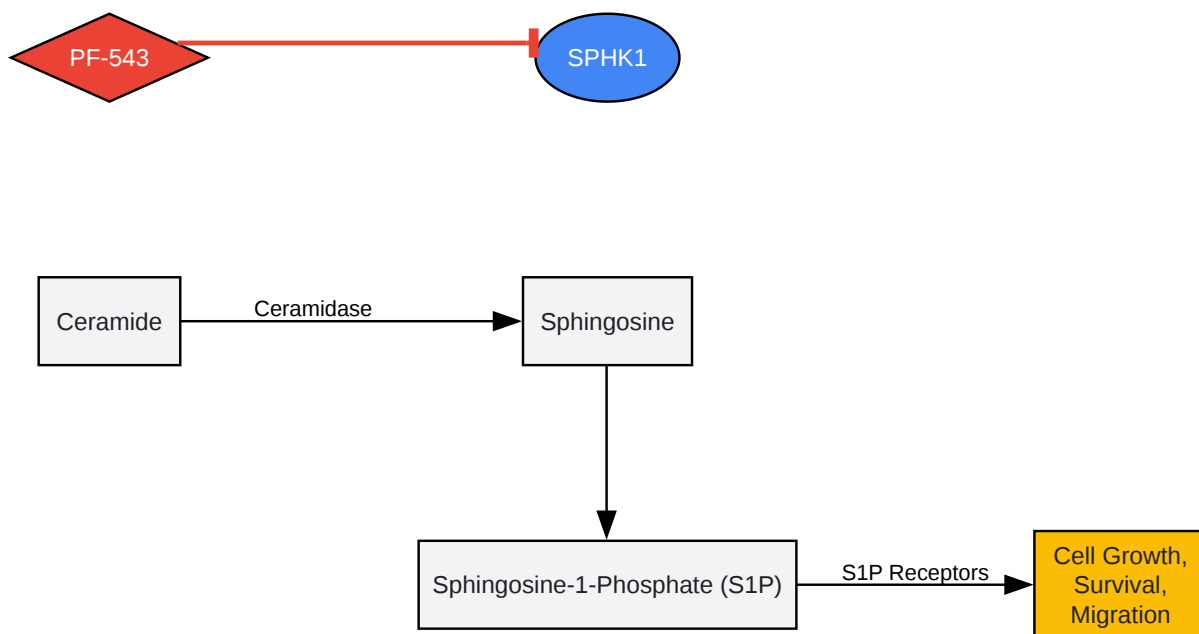 PF-543
SPHK1
Ceramide
Ceramidase
Sphingosine
Sphingosine-1-Phosphate (S1P)
S1P Receptors
Cell Growth,
Survival,
Migration